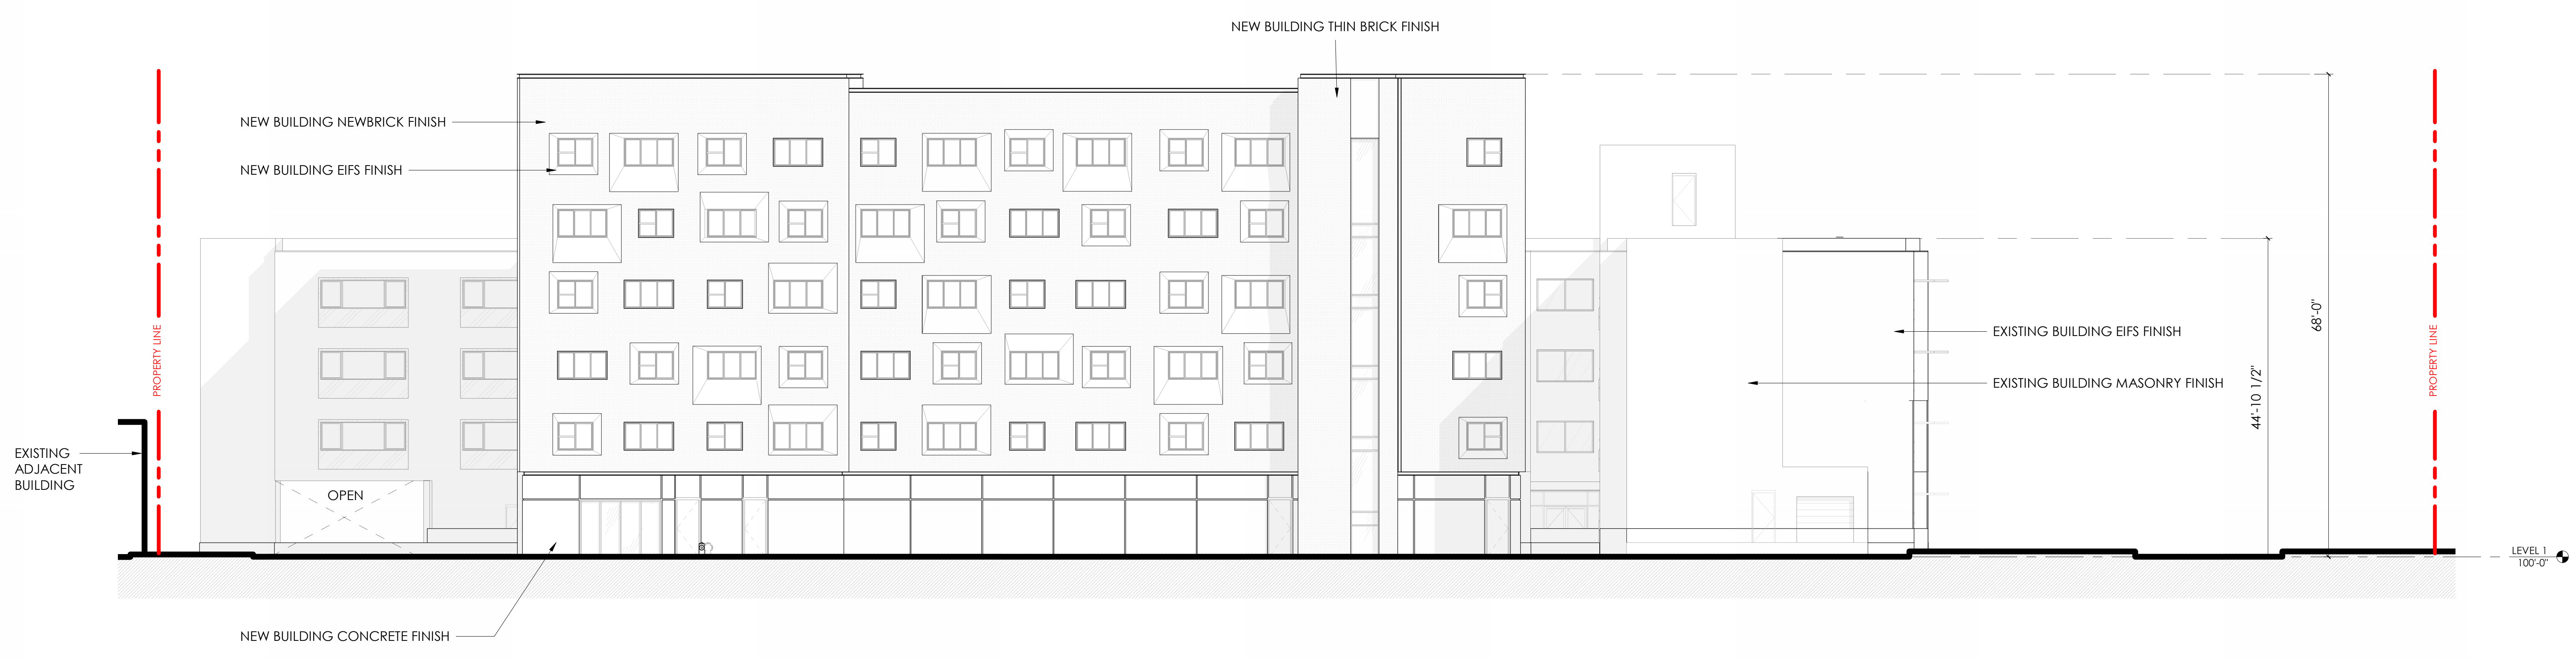 NEW BUILDING THIN BRICK FINISH
NEW BUILDING NEWBRICK FINISH
NEW BUILDING EIFS FINISH
PROPERTY LINE
PROPERTY LINE
68'-0"
EXISTING BUILDING EIFS FINISH
EXISTING BUILDING MASONRY FINISH
44'-10 1/2"
EXISTING
ADJACENT
BUILDING
OPEN
LEVEL 1
100'-0"
NEW BUILDING CONCRETE FINISH